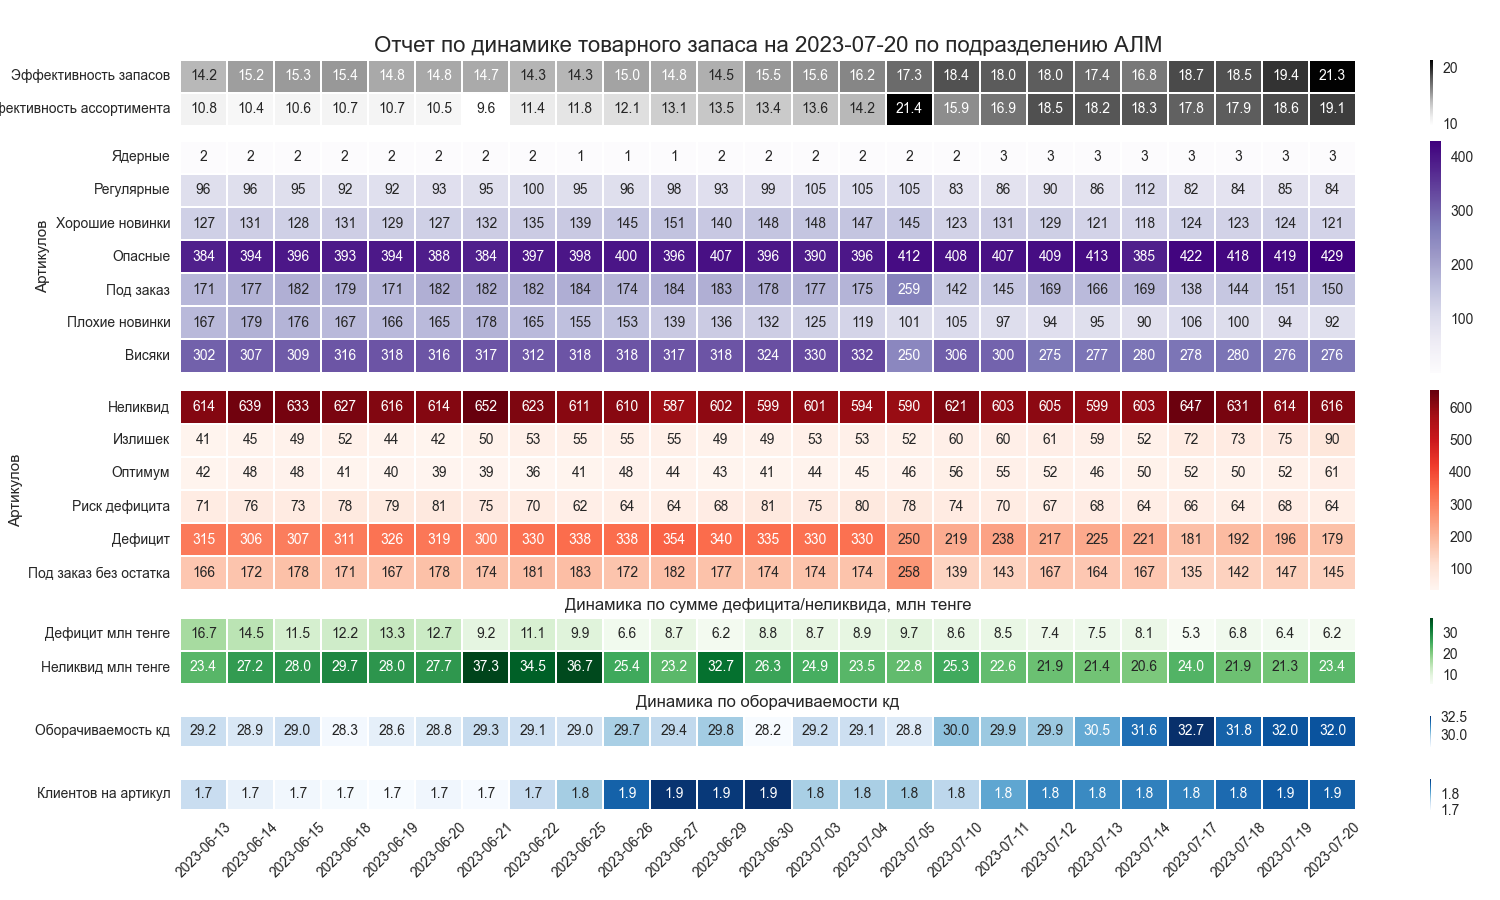 Отчет по динамике товарного запаса на 2023-07-20 по подразделению АЛМ
Эффективность запасов 14.2 15.2 15.3 15.4 14.8 14.8 14.7 14.3 14.3 15.0 14.8 14.5 15.5 15.6 16.2 17.3 18.4 18.0 18.0 17.4 16.8 18.7 18.5 19.4 21.3
фективность ассортимента 10.8 10.4 10.6 10.7 10.7 10.5 9.6 11.4 11.8 12.1 13.1 13.5 13.4 13.6 14.2 21.4 15.9 16.9 18.5 18.2 18.3 17.8 17.9 18.6 19.1
20
10
Артикулов
Ядерные 2 2 2 2 2 2 2 2 1 1 1 2 2 2 2 2 2 3 3 3 3 3 3 3 3
Регулярные 96 96 95 92 92 93 95 100 95 96 98 93 99 105 105 105 83 86 90 86 112 82 84 85 84
Хорошие новинки 127 131 128 131 129 127 132 135 139 145 151 140 148 148 147 145 123 131 129 121 118 124 123 124 121
Опасные 384 394 396 393 394 388 384 397 398 400 396 407 396 390 396 412 408 407 409 413 385 422 418 419 429
Под заказ 171 177 182 179 171 182 182 182 184 174 184 183 178 177 175 259 142 145 169 166 169 138 144 151 150
Плохие новинки 167 179 176 167 166 165 178 165 155 153 139 136 132 125 119 101 105 97 94 95 90 106 100 94 92
Висяки 302 307 309 316 318 316 317 312 318 318 317 318 324 330 332 250 306 300 275 277 280 278 280 276 276
400
300
200
100
Артикулов
Неликвид 614 639 633 627 616 614 652 623 611 610 587 602 599 601 594 590 621 603 605 599 603 647 631 614 616
Излишек 41 45 49 52 44 42 50 53 55 55 55 49 49 53 53 52 60 60 61 59 52 72 73 75 90
Оптимум 42 48 48 41 40 39 39 36 41 48 44 43 41 44 45 46 56 55 52 46 50 52 50 52 61
Риск дефицита 71 76 73 78 79 81 75 70 62 64 64 68 81 75 80 78 74 70 67 68 64 66 64 68 64
Дефицит 315 306 307 311 326 319 300 330 338 338 354 340 335 330 330 250 219 238 217 225 221 181 192 196 179
Под заказ без остатка 166 172 178 171 167 178 174 181 183 172 182 177 174 174 174 258 139 143 167 164 167 135 142 147 145
600
500
400
300
200
100
Динамика по сумме дефицита/неликвида, млн тенге
Дефицит млн тенге 16.7 14.5 11.5 12.2 13.3 12.7 9.2 11.1 9.9 6.6 8.7 6.2 8.8 8.7 8.9 9.7 8.6 8.5 7.4 7.5 8.1 5.3 6.8 6.4 6.2
Неликвид млн тенге 23.4 27.2 28.0 29.7 28.0 27.7 37.3 34.5 36.7 25.4 23.2 32.7 26.3 24.9 23.5 22.8 25.3 22.6 21.9 21.4 20.6 24.0 21.9 21.3 23.4
30
20
10
Динамика по оборачиваемости кд
Оборачиваемость кд 29.2 28.9 29.0 28.3 28.6 28.8 29.3 29.1 29.0 29.7 29.4 29.8 28.2 29.2 29.1 28.8 30.0 29.9 29.9 30.5 31.6 32.7 31.8 32.0 32.0
32.5
30.0
Клиентов на артикул 1.7 1.7 1.7 1.7 1.7 1.7 1.7 1.7 1.8 1.9 1.9 1.9 1.9 1.8 1.8 1.8 1.8 1.8 1.8 1.8 1.8 1.8 1.8 1.9 1.9
1.8
1.7
2023-06-13 2023-06-14 2023-06-15 2023-06-18 2023-06-19 2023-06-20 2023-06-21 2023-06-22 2023-06-25 2023-06-26 2023-06-27 2023-06-29 2023-06-30 2023-07-03 2023-07-04 2023-07-05 2023-07-10 2023-07-11 2023-07-12 2023-07-13 2023-07-14 2023-07-17 2023-07-18 2023-07-19 2023-07-20